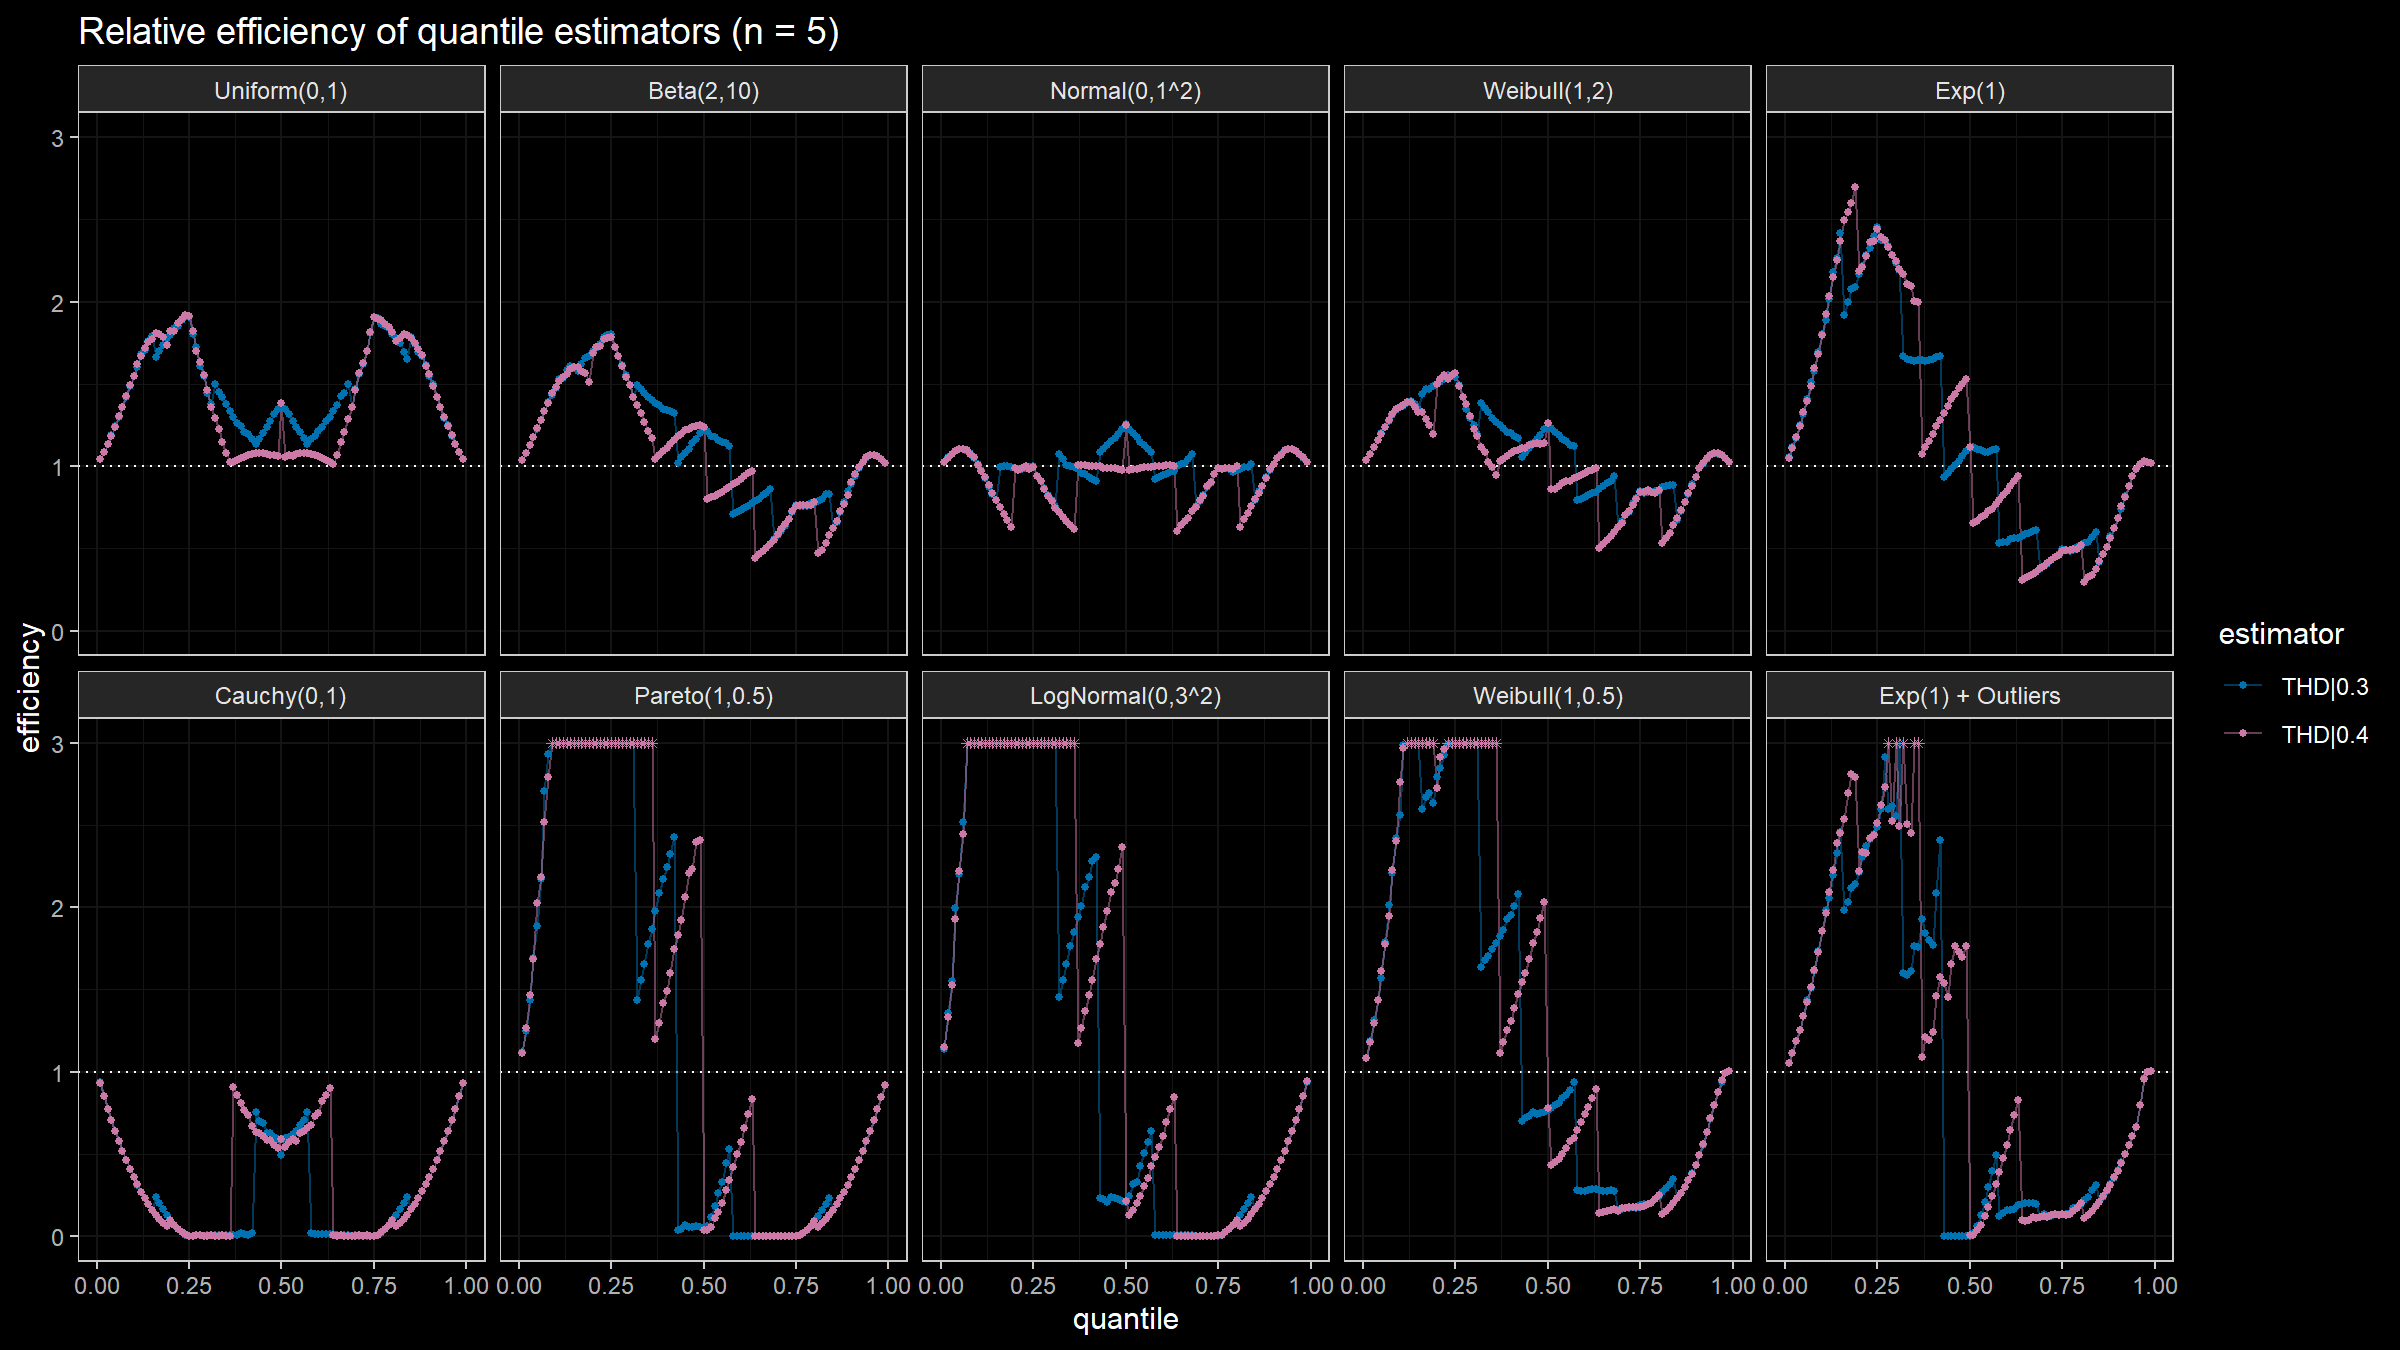 Relative efficiency of quantile estimators (n = 5)
Uniform(0,1)
Beta(2,10)
Normal(0,1^2)
Weibull(1,2)
Exp(1)
3
2
1
0
Cauchy(0,1)
Pareto(1,0.5)
LogNormal(0,3^2)
Weibull(1,0.5)
Exp(1) + Outliers
3
2
1
0
0.00 0.25 0.50 0.75 1.00
0.00 0.25 0.50 0.75 1.00
0.00 0.25 0.50 0.75 1.00
0.00 0.25 0.50 0.75 1.00
0.00 0.25 0.50 0.75 1.00
quantile
efficiency
estimator
THD|0.3
THD|0.4